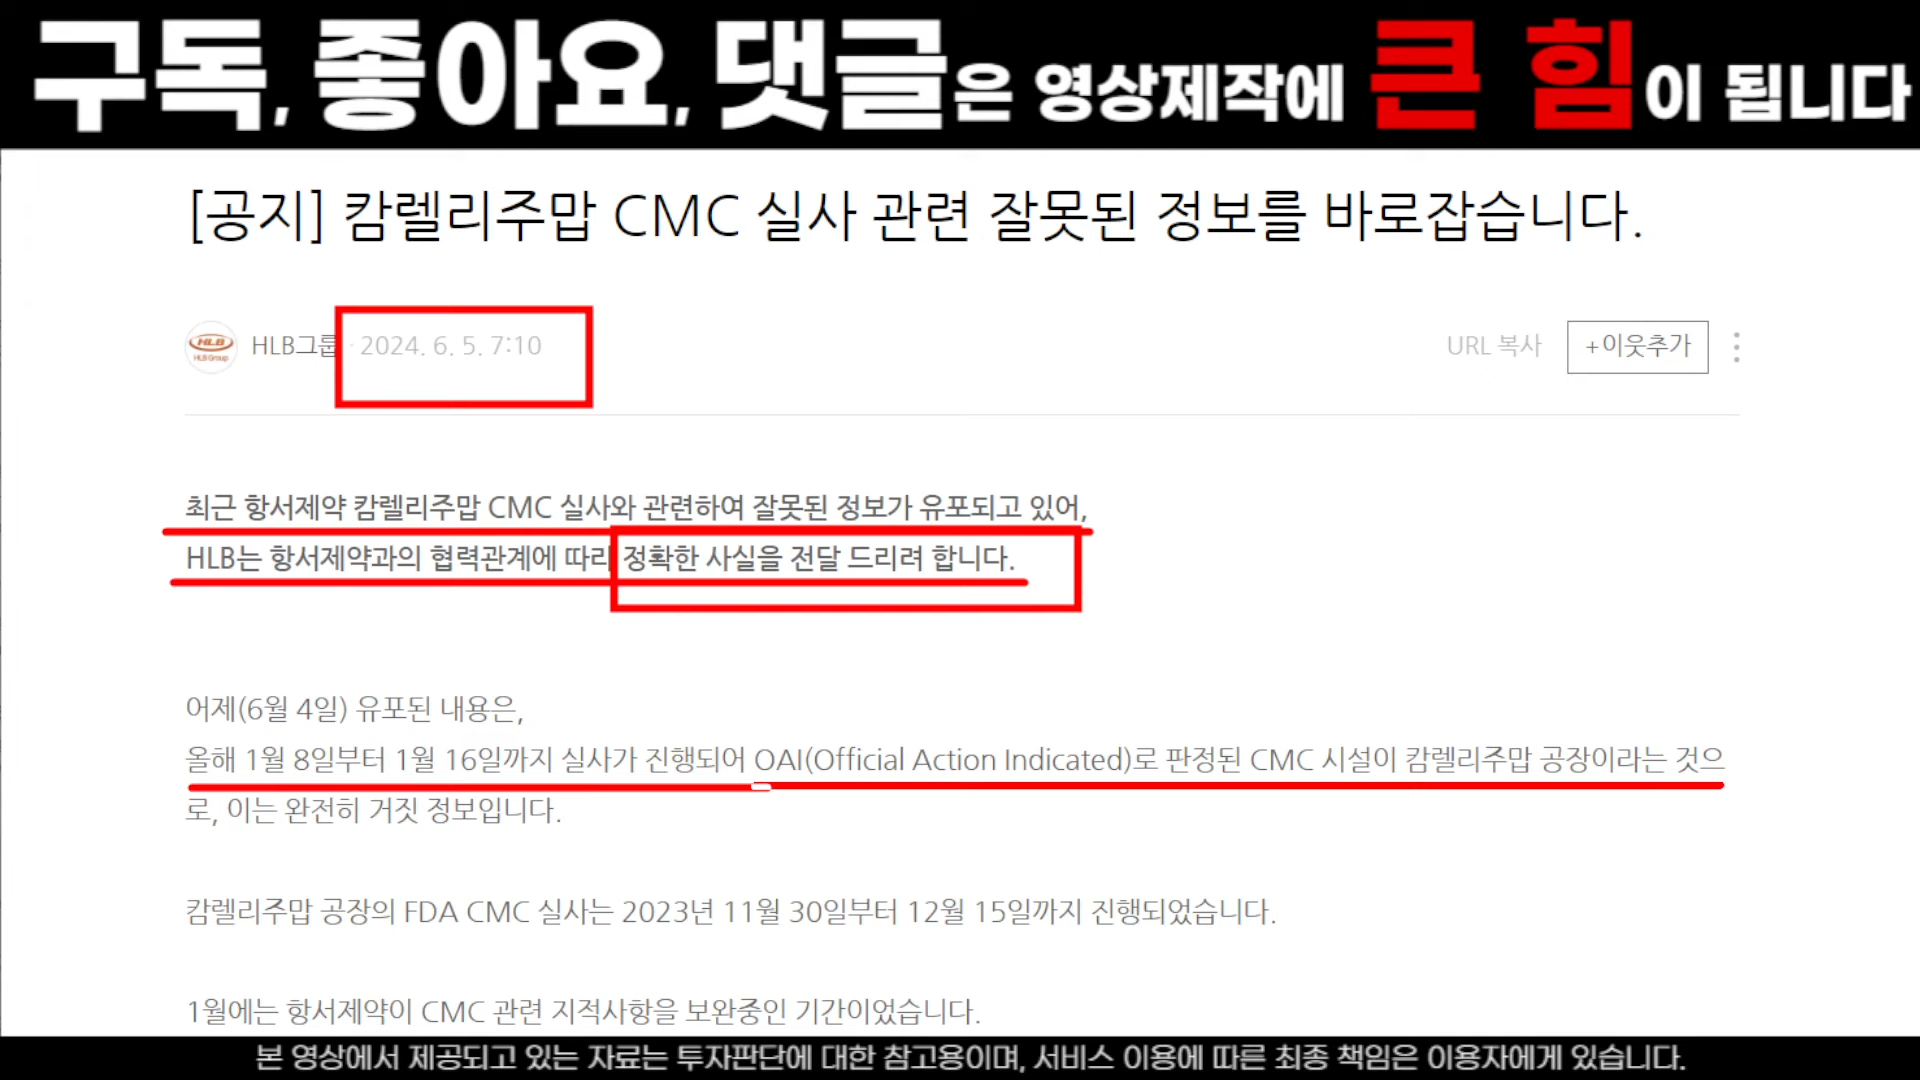 구독, 좋아요, 댓글은 영상제작에 큰 힘이 됩니다
[공지] 캄렐리주맙 CMC 실사 관련 잘못된 정보를 바로잡습니다.
HLB HLB Group HLB그룹 · 2024. 6. 5. 7:10 URL 복사 +이웃추가
최근 항서제약 캄렐리주맙 CMC 실사와 관련하여 잘못된 정보가 유포되고 있어,
HLB는 항서제약과의 협력관계에 따라 정확한 사실을 전달 드리려 합니다.
어제(6월 4일) 유포된 내용은,
올해 1월 8일부터 1월 16일까지 실사가 진행되어 OAI(Official Action Indicated)로 판정된 CMC 시설이 캄렐리주맙 공장이라는 것으
로, 이는 완전히 거짓 정보입니다.
캄렐리주맙 공장의 FDA CMC 실사는 2023년 11월 30일부터 12월 15일까지 진행되었습니다.
1월에는 항서제약이 CMC 관련 지적사항을 보완중인 기간이었습니다.
본 영상에서 제공되고 있는 자료는 투자판단에 대한 참고용이며, 서비스 이용에 따른 최종 책임은 이용자에게 있습니다.